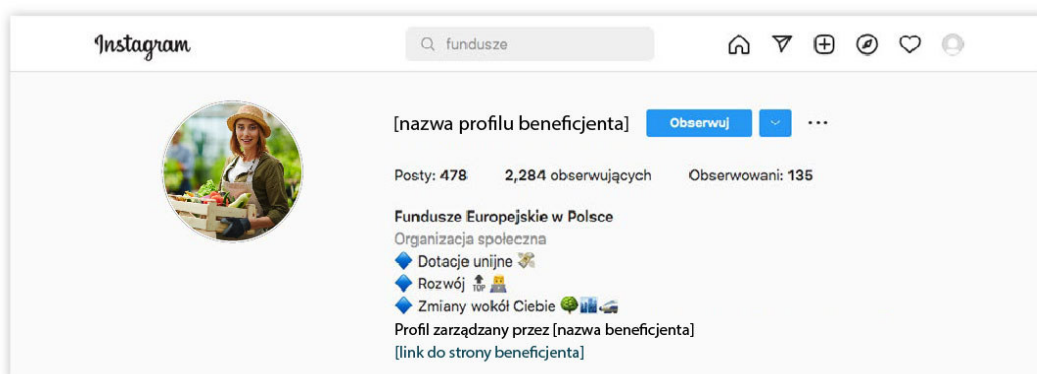 Instagram
fundusze
[nazwa profilu beneficjenta] Obserwuj
Posty: 478 2,284 obserwujących Obserwowani: 135
Fundusze Europejskie w Polsce
Organizacja społeczna
Dotacje unijne
Rozwój TOP
Zmiany wokół Ciebie
Profil zarządzany przez [nazwa beneficjenta]
[link do strony beneficjenta]